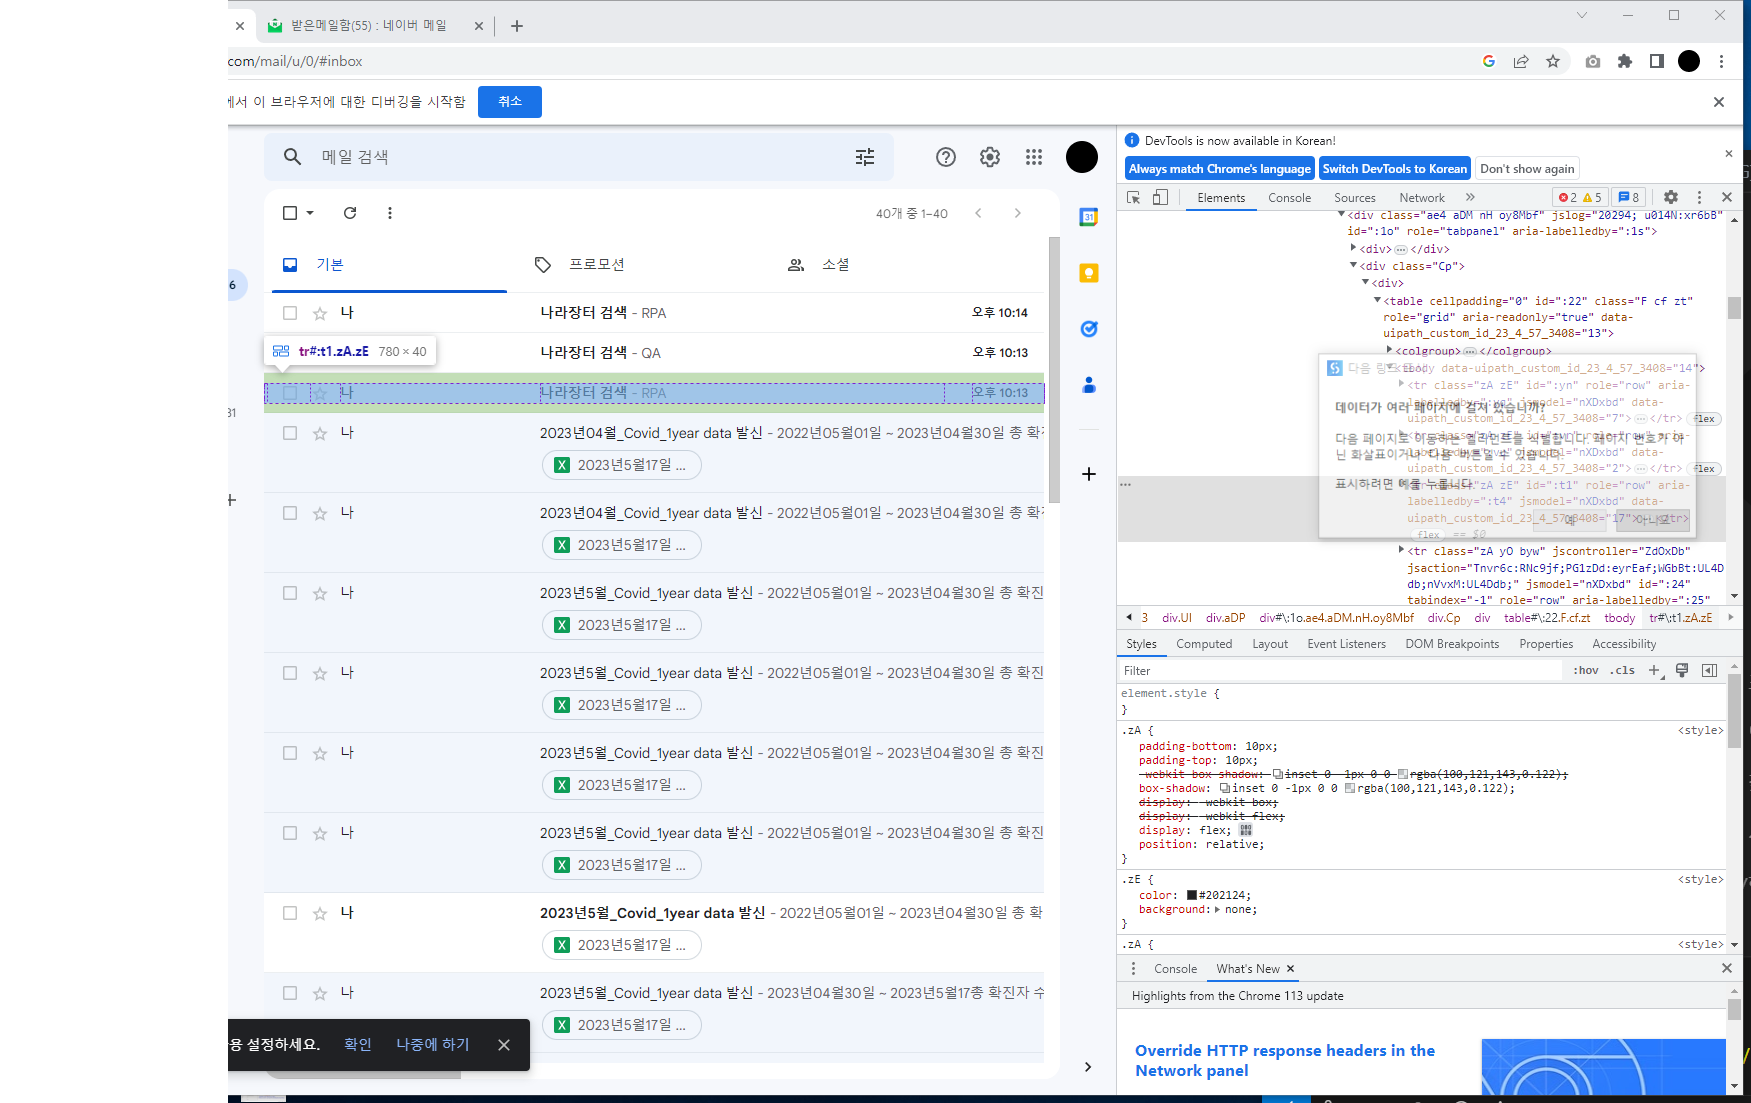 받은메일함(55) : 네이버 메일
com/mail/u/0/#inbox
에서 이 브라우저에 대한 디버깅을 시작함
취소
메일 검색
40개 중 1–40
기본
프로모션
소셜
6
나 나라장터 검색 - RPA 오후 10:14
나라장터 검색 - QA 오후 10:13
tr#:t1.zA.zE 780 × 40
나 나라장터 검색 - RPA 오후 10:13
나 2023년04월_Covid_1year data 발신 - 2022년05월01일 ~ 2023년04월30일 총 확진
2023년5월17일 ...
나 2023년04월_Covid_1year data 발신 - 2022년05월01일 ~ 2023년04월30일 총 확진
2023년5월17일 ...
나 2023년5월_Covid_1year data 발신 - 2022년05월01일 ~ 2023년04월30일 총 확진
2023년5월17일 ...
나 2023년5월_Covid_1year data 발신 - 2022년05월01일 ~ 2023년04월30일 총 확진
2023년5월17일 ...
나 2023년5월_Covid_1year data 발신 - 2022년05월01일 ~ 2023년04월30일 총 확진
2023년5월17일 ...
나 2023년5월_Covid_1year data 발신 - 2022년05월01일 ~ 2023년04월30일 총 확진
2023년5월17일 ...
나 2023년5월_Covid_1year data 발신 - 2022년05월01일 ~ 2023년04월30일 총 확
2023년5월17일 ...
나 2023년5월_Covid_1year data 발신 - 2023년04월30일 ~ 2023년5월17총 확진자 수
2023년5월17일 ...
31
용 설정하세요. 확인 나중에 하기
31
DevTools is now available in Korean!
Always match Chrome's language
Switch DevTools to Korean
Don't show again
Elements Console Sources Network
2 5 8
<div class="ae4 aDM nH oy8Mbf" jslog="20294; u014N:xr6bB"
id=":1o" role="tabpanel" aria-labelledby=":1s">
<div>…</div>
<div class="Cp">
<div>
<table cellpadding="0" id=":22" class="F cf zt"
role="grid" aria-readonly="true" data-
uipath_custom_id_23_4_57_3408="13">
<colgroup>…</colgroup>
<tbody data-uipath_custom_id_23_4_57_3408="14">
<tr class="zA zE" id=":yn" role="row" aria-
jsmodel="nXDxbd" data-
uipath_custom_id_23_4_57_3408="7">…</tr> flex
uipath_custom_id_23_4_57_3408="2">…</tr> flex
zE" id=":t1" role="row" aria-
labelledby=":t4" jsmodel="nXDxbd" data-
uipath_custom_id_23_4_57_3408="17">…</tr>
flex == $0
다음 링크 표시
데이터가 여러 페이지에 걸쳐 있습니까?
다음 페이지로 이동하는 엘리먼트를 식별합니다. 페이지 번호가 아
닌 화살표이거나 '다음' 버튼일 수 있습니다.
표시하려면 예를 누릅니다.
예 아니요
<tr class="zA yO byw" jscontroller="ZdOxDb"
jsaction="Tnvr6c:RNc9jf;PG1zDd:eyrEaf;WGbBt:UL4D
db;nVvxM:UL4Ddb;" jsmodel="nXDxbd" id=":24"
tabindex="-1" role="row" aria-labelledby=":25"
3 div.UI div.aDP div#\:1o.ae4.aDM.nH.oy8Mbf div.Cp div table#\:22.F.cf.zt tbody tr#\:t1.zA.zE
Styles Computed Layout Event Listeners DOM Breakpoints Properties Accessibility
Filter :hov .cls
element.style {
}
.zA { <style>
padding-bottom: 10px;
padding-top: 10px;
-webkit-box-shadow: inset 0 -1px 0 0 rgba(100,121,143,0.122);
box-shadow: inset 0 -1px 0 0 rgba(100,121,143,0.122);
display: -webkit-box;
display: -webkit-flex;
display: flex;
position: relative;
}
.zE { <style>
color: #202124;
background: none;
}
.zA { <style>
Console What's New
Highlights from the Chrome 113 update
Override HTTP response headers in the
Network panel